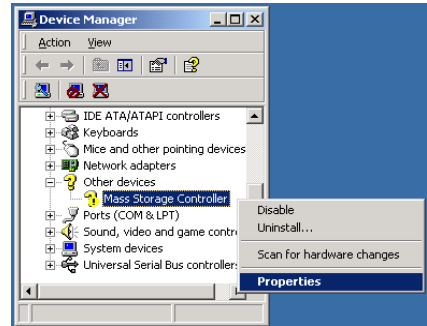 Device Manager
Action View
IDE ATA/ATAPI controllers
Keyboards
Mice and other pointing devices
Network adapters
Other devices
Mass Storage Controller
Ports (COM & LPT)
Sound, video and game contr
System devices
Universal Serial Bus controller
Disable
Uninstall...
Scan for hardware changes
Properties